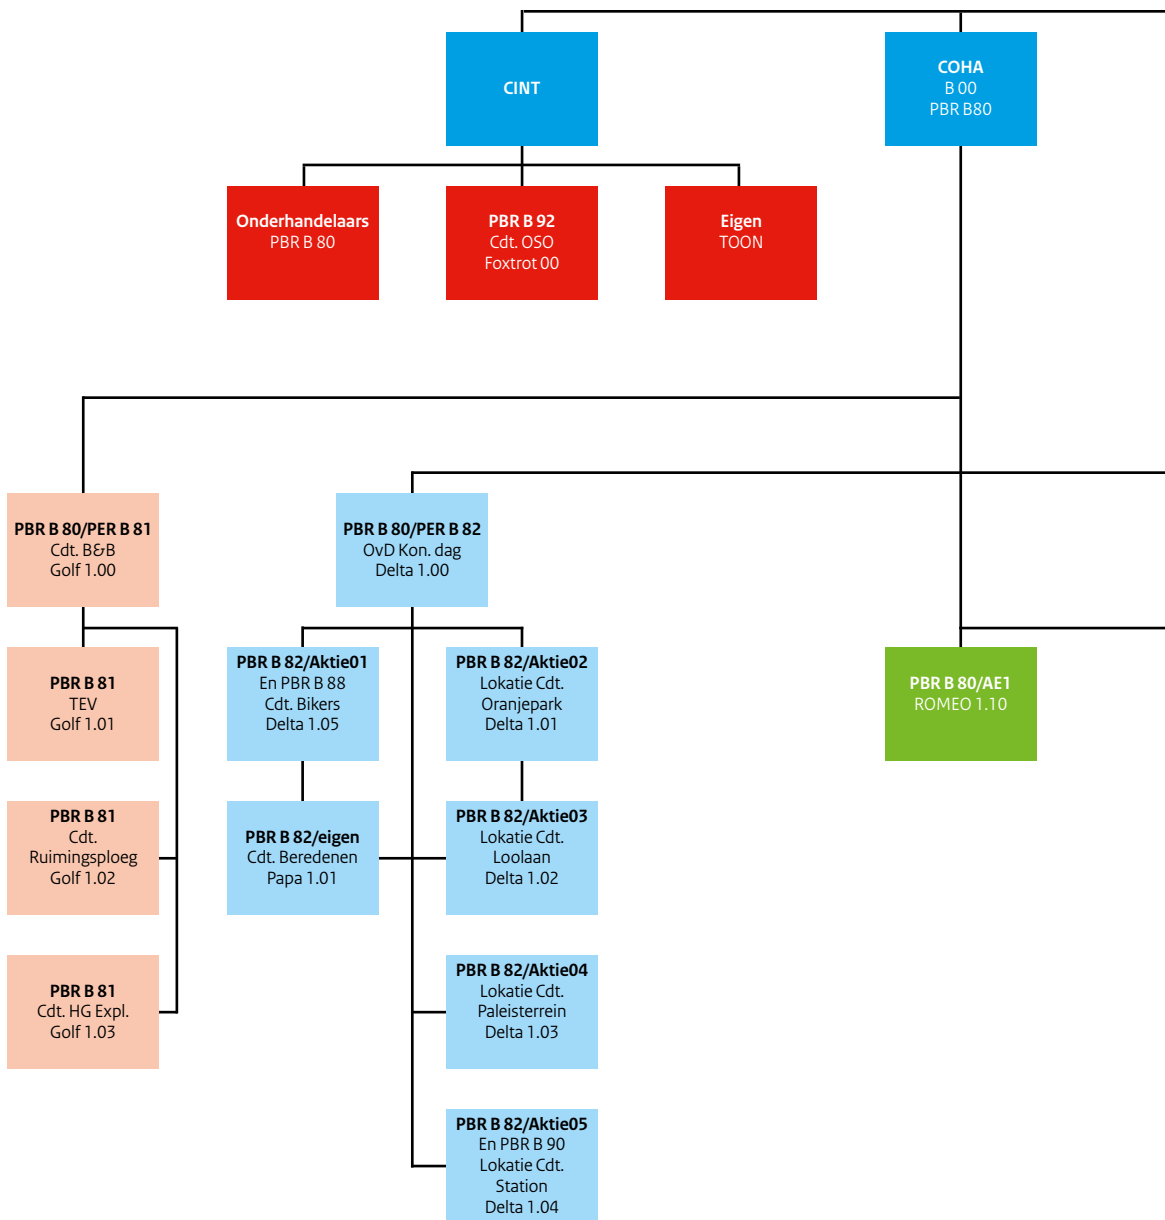 CINT
COHA
B 00
PBR B80
Onderhandelaars
PBR B 80
PBR B 92
Cdt. OSO
Foxtrot 00
Eigen
TOON
PBR B 80/PER B 81
Cdt. B&B
Golf 1.00
PBR B 80/PER B 82
OvD Kon. dag
Delta 1.00
PBR B 81
TEV
Golf 1.01
PBR B 82/Aktie01
En PBR B 88
Cdt. Bikers
Delta 1.05
PBR B 82/Aktie02
Lokatie Cdt.
Oranjepark
Delta 1.01
PBR B 80/AE1
ROMEO 1.10
PBR B 81
Cdt.
Ruimingsploeg
Golf 1.02
PBR B 82/eigen
Cdt. Beredenen
Papa 1.01
PBR B 82/Aktie03
Lokatie Cdt.
Loolaan
Delta 1.02
PBR B 81
Cdt. HG Expl.
Golf 1.03
PBR B 82/Aktie04
Lokatie Cdt.
Paleisterrein
Delta 1.03
PBR B 82/Aktie05
En PBR B 90
Lokatie Cdt.
Station
Delta 1.04